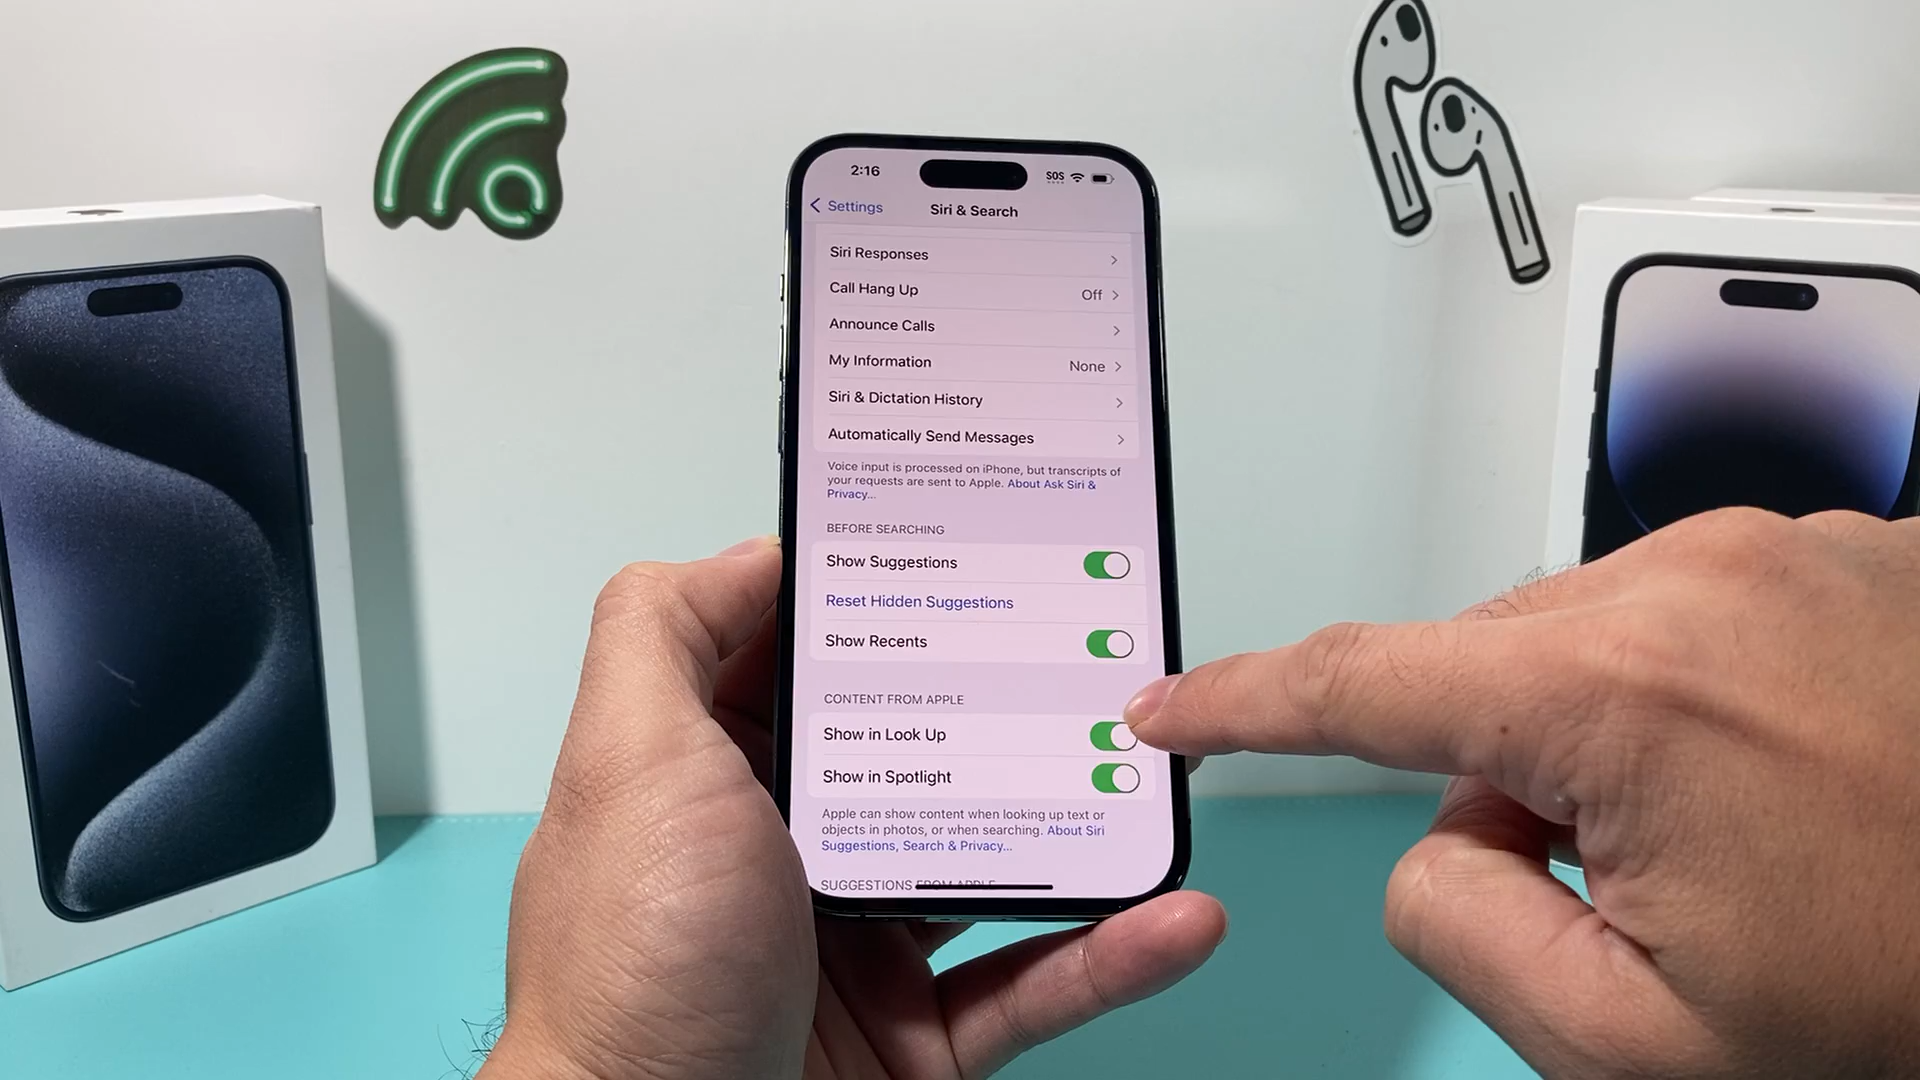 2:16
SOS
Settings
Siri & Search
Siri Responses
Call Hang Up Off
Announce Calls
My Information None
Siri & Dictation History
Automatically Send Messages
Voice input is processed on iPhone, but transcripts of
your requests are sent to Apple. About Ask Siri &
Privacy...
BEFORE SEARCHING
Show Suggestions
Reset Hidden Suggestions
Show Recents
CONTENT FROM APPLE
Show in Look Up
Show in Spotlight
Apple can show content when looking up text or
objects in photos, or when searching. About Siri
Suggestions, Search & Privacy...
SUGGESTIONS FROM APPLE